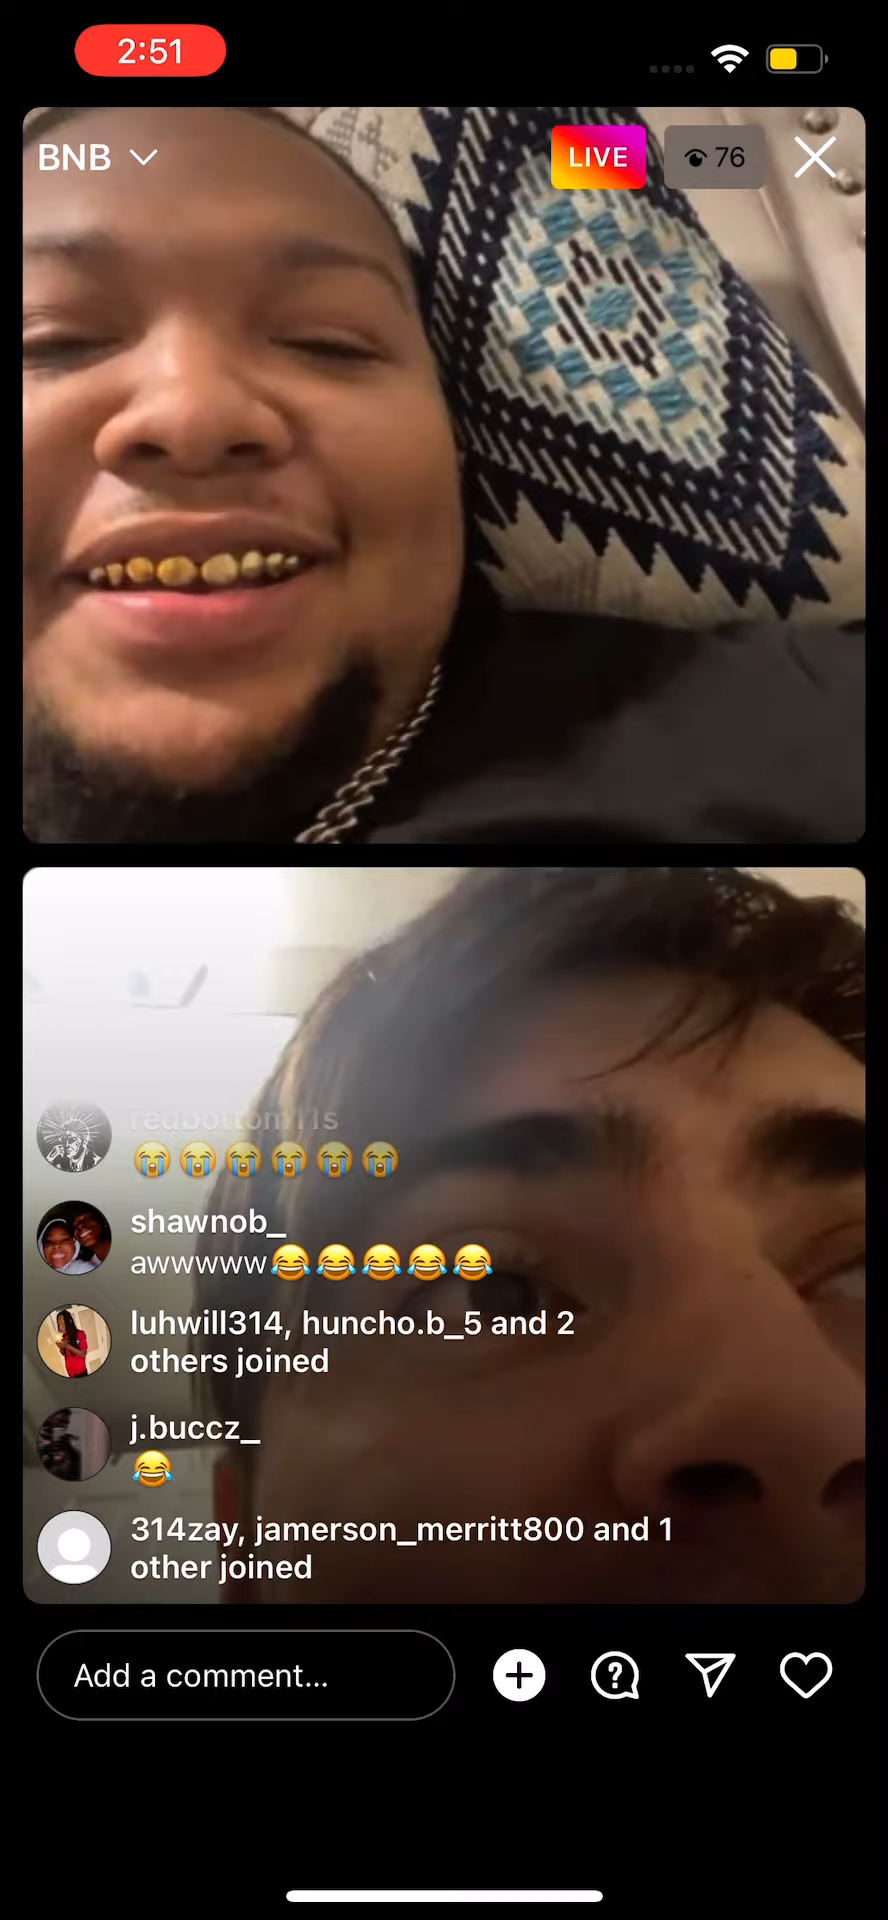 2:51
BNB
LIVE
76
redbottom11s
😭😭😭😭😭😭
shawnob_
awwwww😂😂😂😂😂
luhwill314, huncho.b_5 and 2
others joined
j.buccz_
😂
314zay, jamerson_merritt800 and 1
other joined
Add a comment...